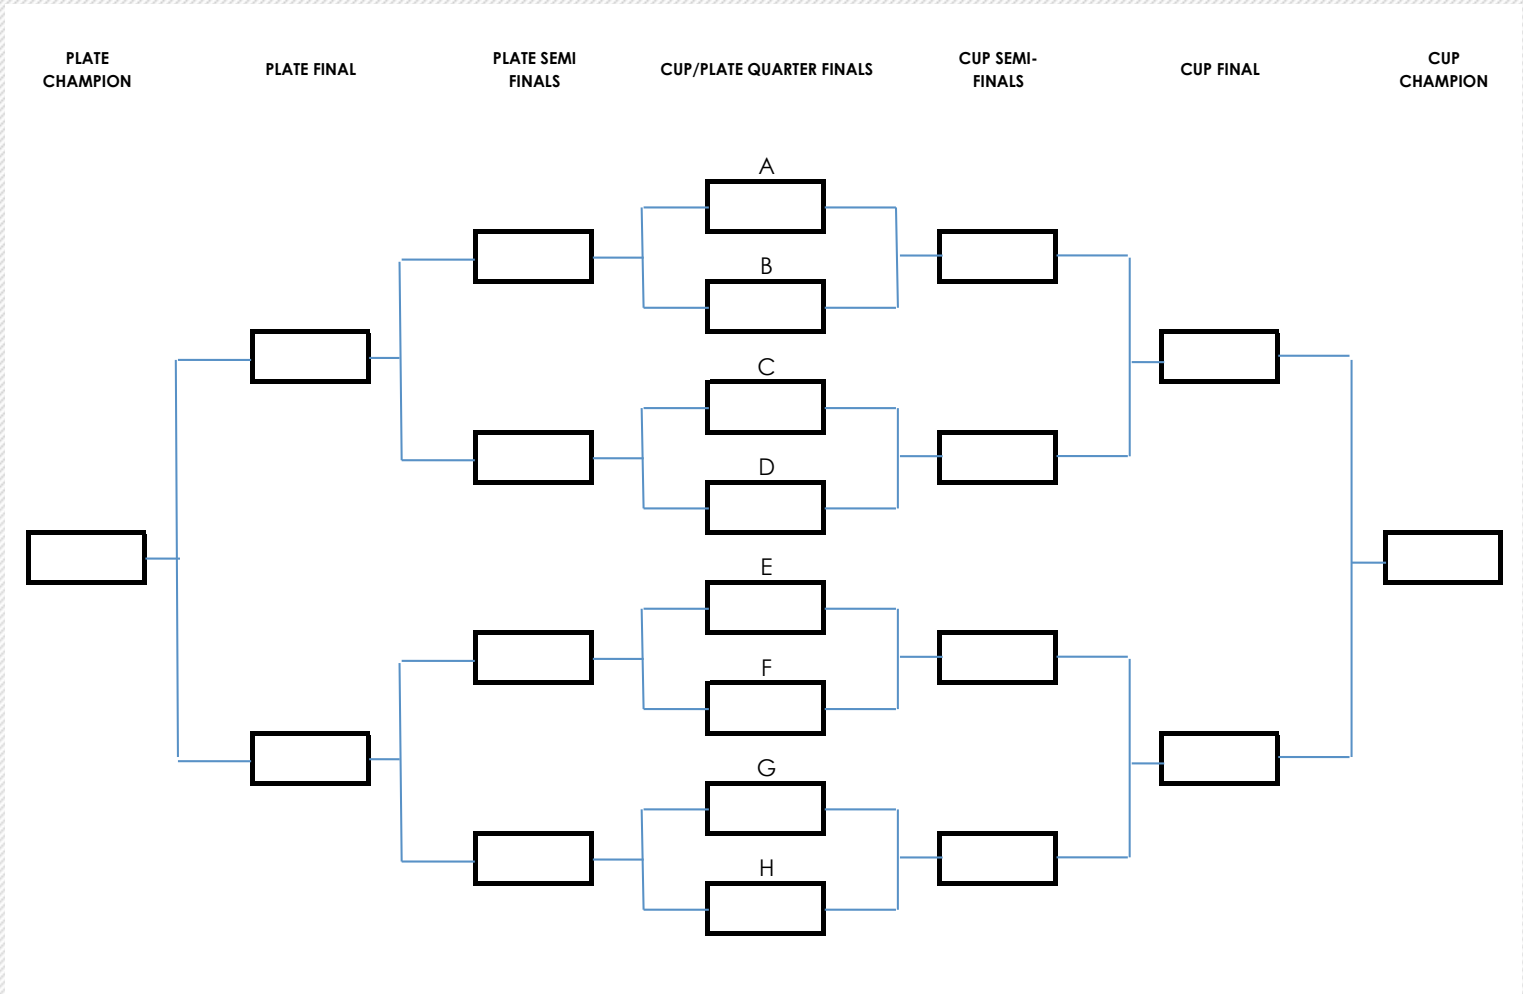 PLATE
CHAMPION
PLATE FINAL
PLATE SEMI
FINALS
CUP/PLATE QUARTER FINALS
CUP SEMI-
FINALS
CUP FINAL
CUP
CHAMPION
A
B
C
D
E
F
G
H